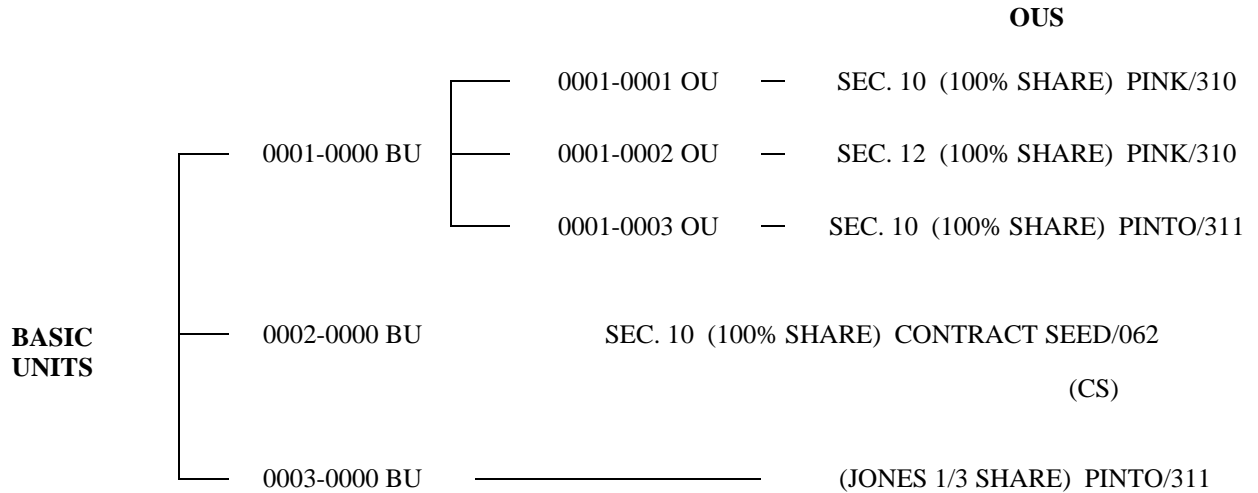 OUS
0001-0001 OU — SEC. 10 (100% SHARE) PINK/310
0001-0000 BU 0001-0002 OU — SEC. 12 (100% SHARE) PINK/310
0001-0003 OU — SEC. 10 (100% SHARE) PINTO/311
BASIC
UNITS
0002-0000 BU SEC. 10 (100% SHARE) CONTRACT SEED/062
(CS)
0003-0000 BU (JONES 1/3 SHARE) PINTO/311